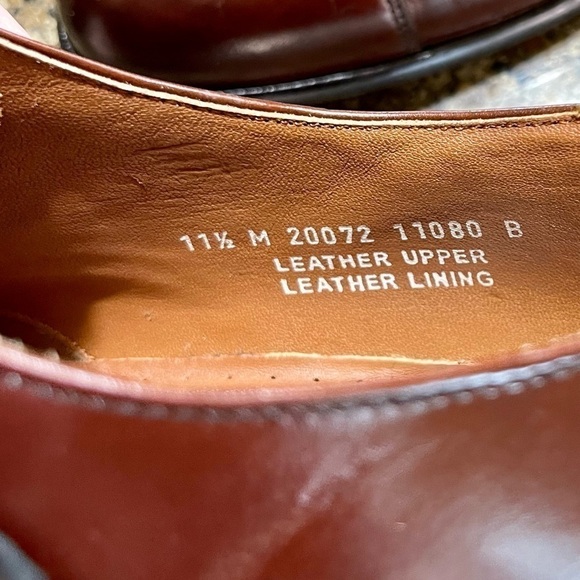 11½ M 20072 11080 B
LEATHER UPPER
LEATHER LINING